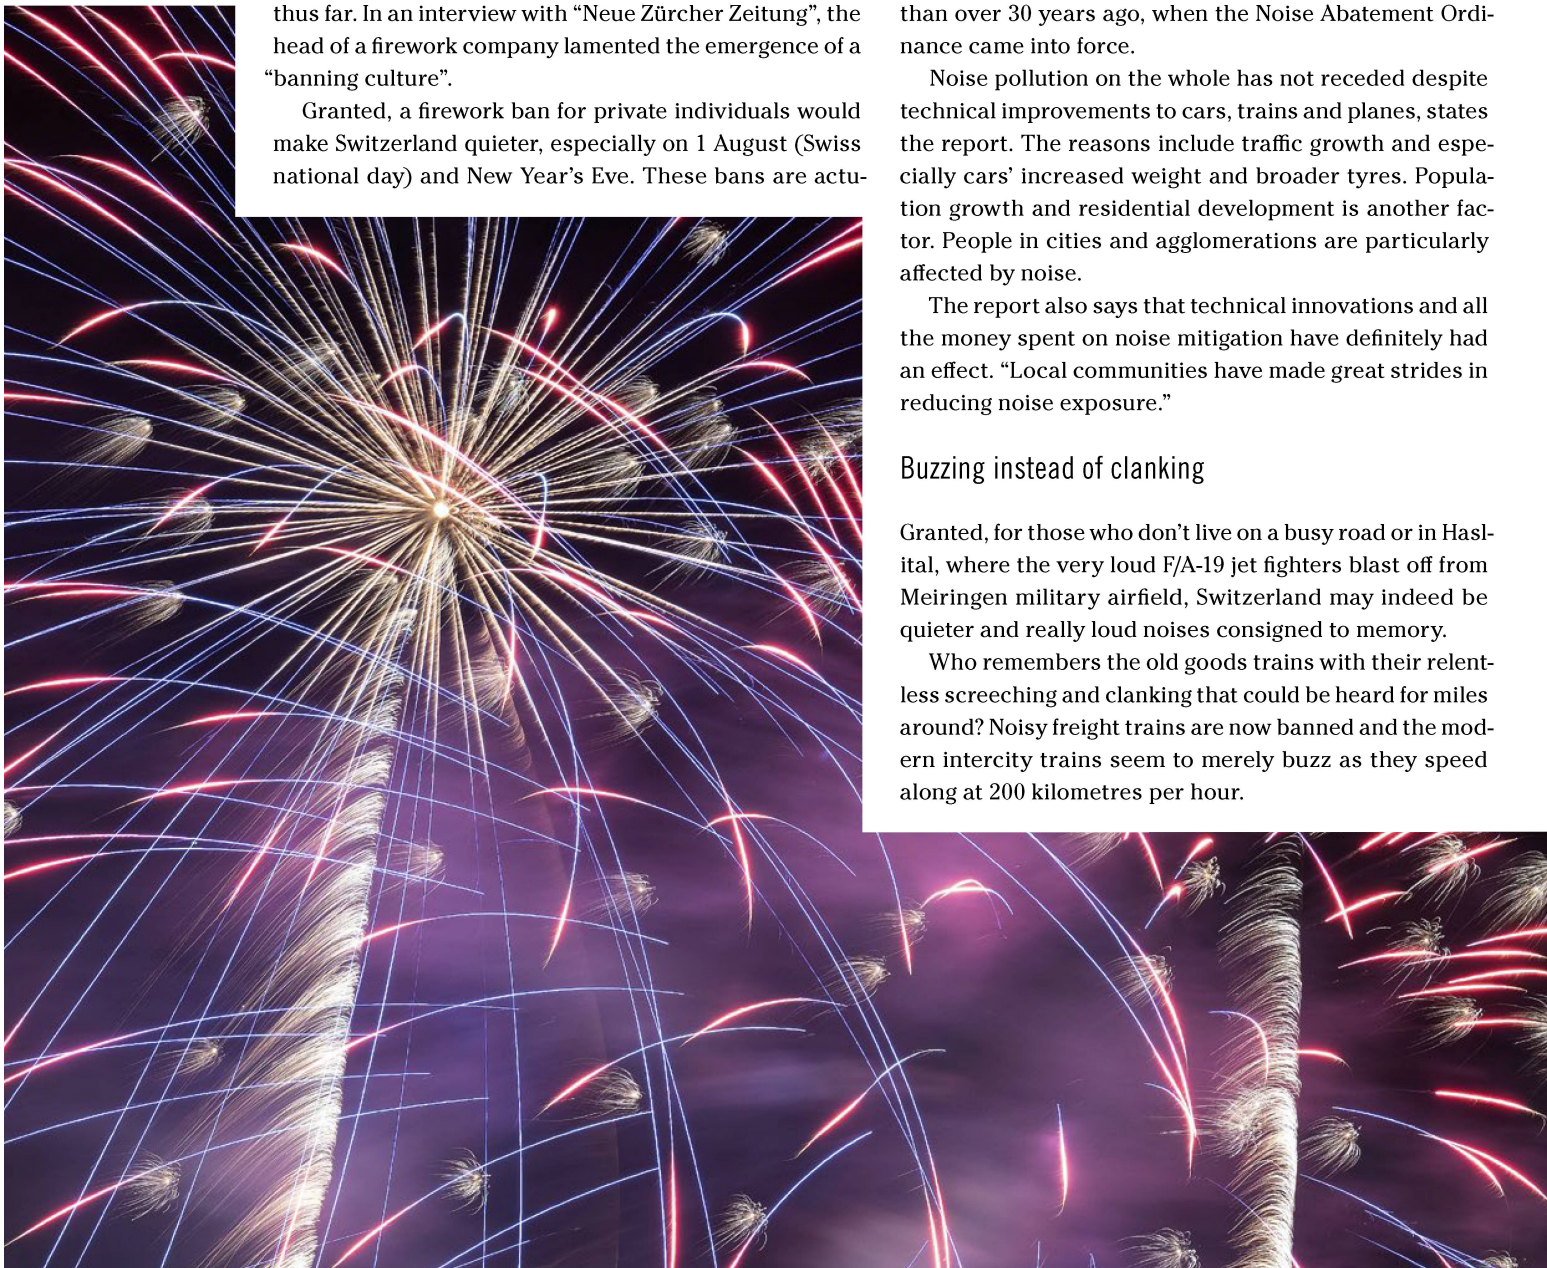 thus far. In an interview with “Neue Zürcher Zeitung”, the
head of a firework company lamented the emergence of a
“banning culture”.
Granted, a firework ban for private individuals would
make Switzerland quieter, especially on 1 August (Swiss
national day) and New Year’s Eve. These bans are actu-
than over 30 years ago, when the Noise Abatement Ordi-
nance came into force.
Noise pollution on the whole has not receded despite
technical improvements to cars, trains and planes, states
the report. The reasons include traffic growth and espe-
cially cars’ increased weight and broader tyres. Popula-
tion growth and residential development is another fac-
tor. People in cities and agglomerations are particularly
affected by noise.
The report also says that technical innovations and all
the money spent on noise mitigation have definitely had
an effect. “Local communities have made great strides in
reducing noise exposure.”
Buzzing instead of clanking
Granted, for those who don’t live on a busy road or in Hasl-
ital, where the very loud F/A-19 jet fighters blast off from
Meiringen military airfield, Switzerland may indeed be
quieter and really loud noises consigned to memory.
Who remembers the old goods trains with their relent-
less screeching and clanking that could be heard for miles
around? Noisy freight trains are now banned and the mod-
ern intercity trains seem to merely buzz as they speed
along at 200 kilometres per hour.